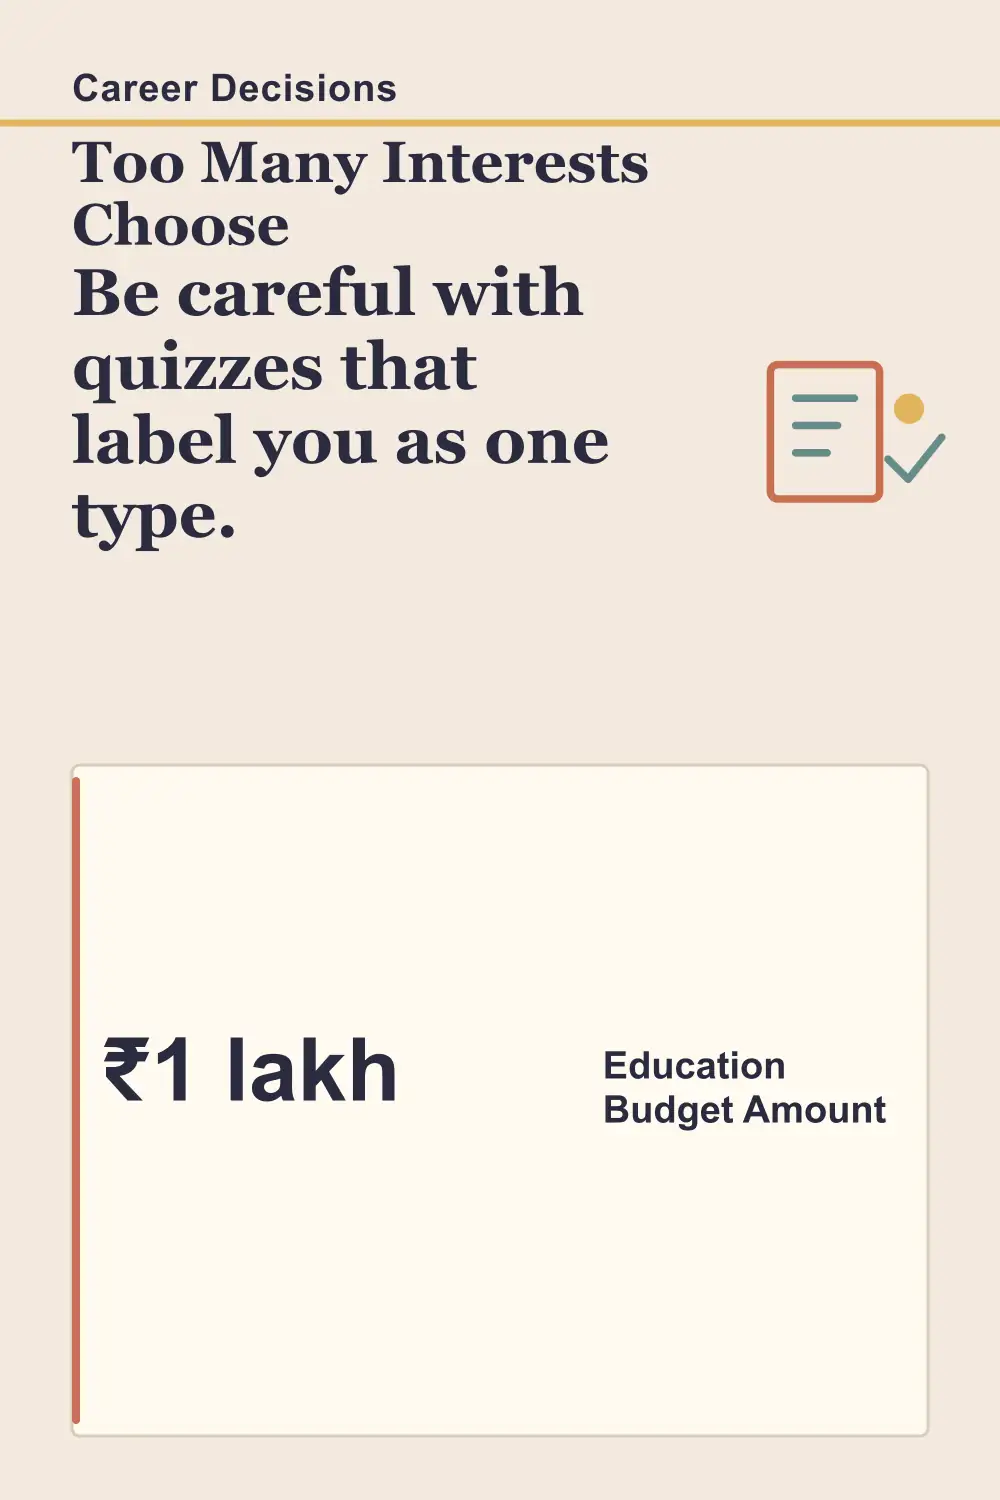 Career Decisions
Too Many Interests
Choose
Be careful with
quizzes that
label you as one
type.
₹1 lakh
Education
Budget Amount